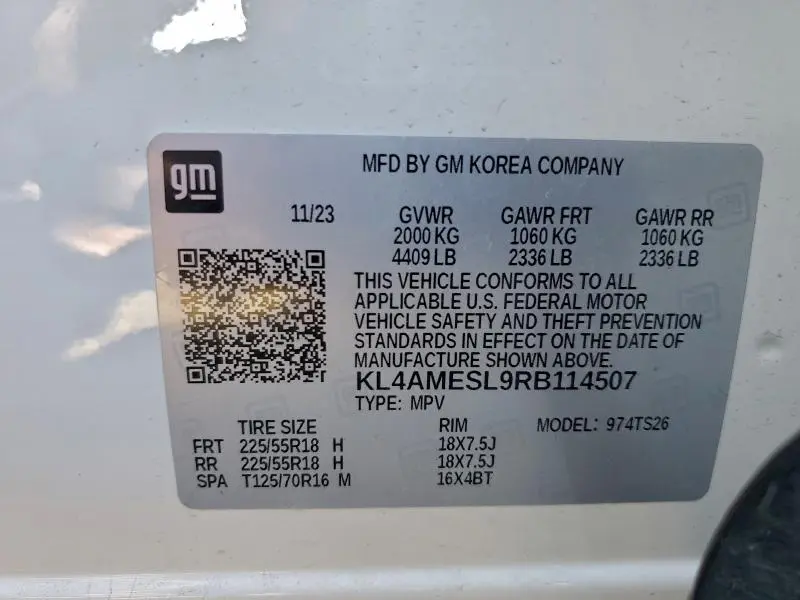 gm
MFD BY GM KOREA COMPANY
11/23 GVWR GAWR FRT GAWR RR
2000 KG 1060 KG 1060 KG
4409 LB 2336 LB 2336 LB
THIS VEHICLE CONFORMS TO ALL
APPLICABLE U.S. FEDERAL MOTOR
VEHICLE SAFETY AND THEFT PREVENTION
STANDARDS IN EFFECT ON THE DATE OF
MANUFACTURE SHOWN ABOVE.
KL4AMESL9RB114507
TYPE: MPV
TIRE SIZE RIM MODEL: 974TS26
FRT 225/55R18 H 18X7.5J
RR 225/55R18 H 18X7.5J
SPA T125/70R16 M 16X4BT